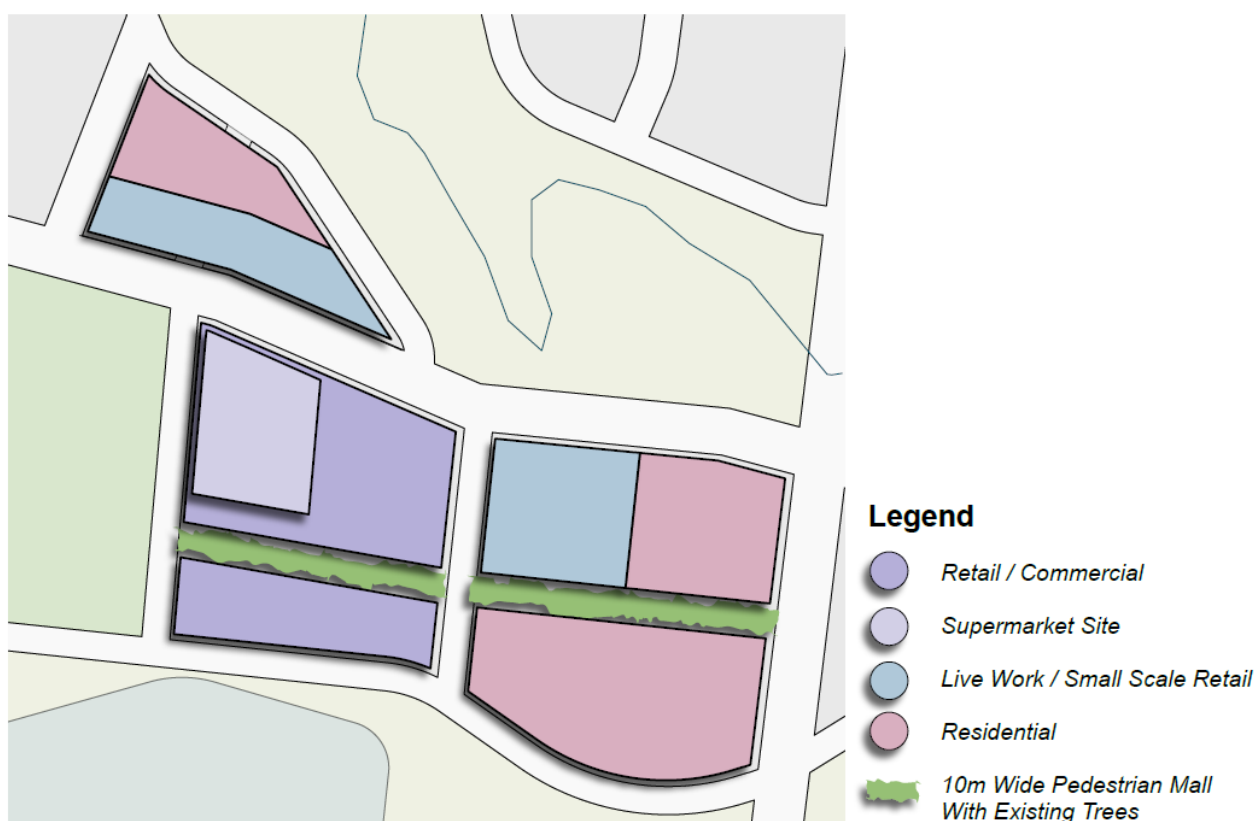 Legend
Retail / Commercial
Supermarket Site
Live Work / Small Scale Retail
Residential
10m Wide Pedestrian Mall
With Existing Trees